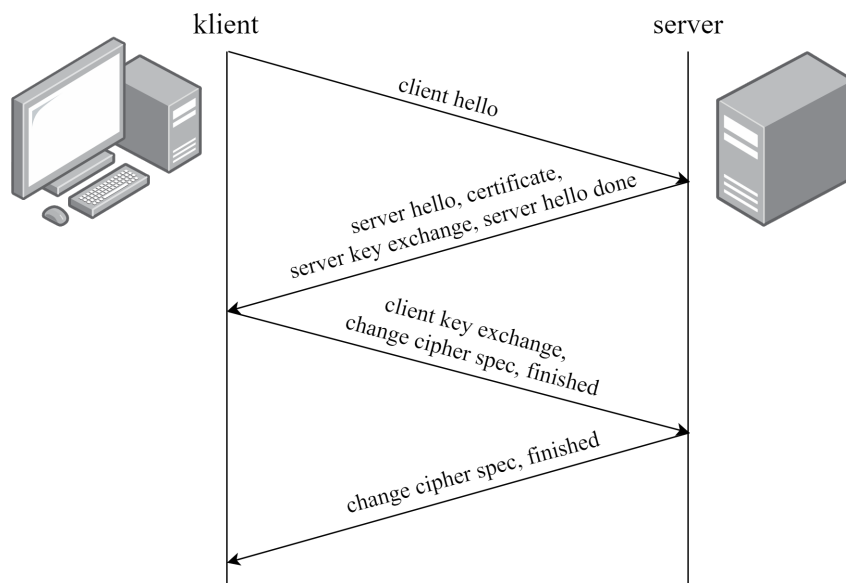 klient
server
client hello
server hello, certificate,
server key exchange, server hello done
client key exchange,
change cipher spec, finished
change cipher spec, finished